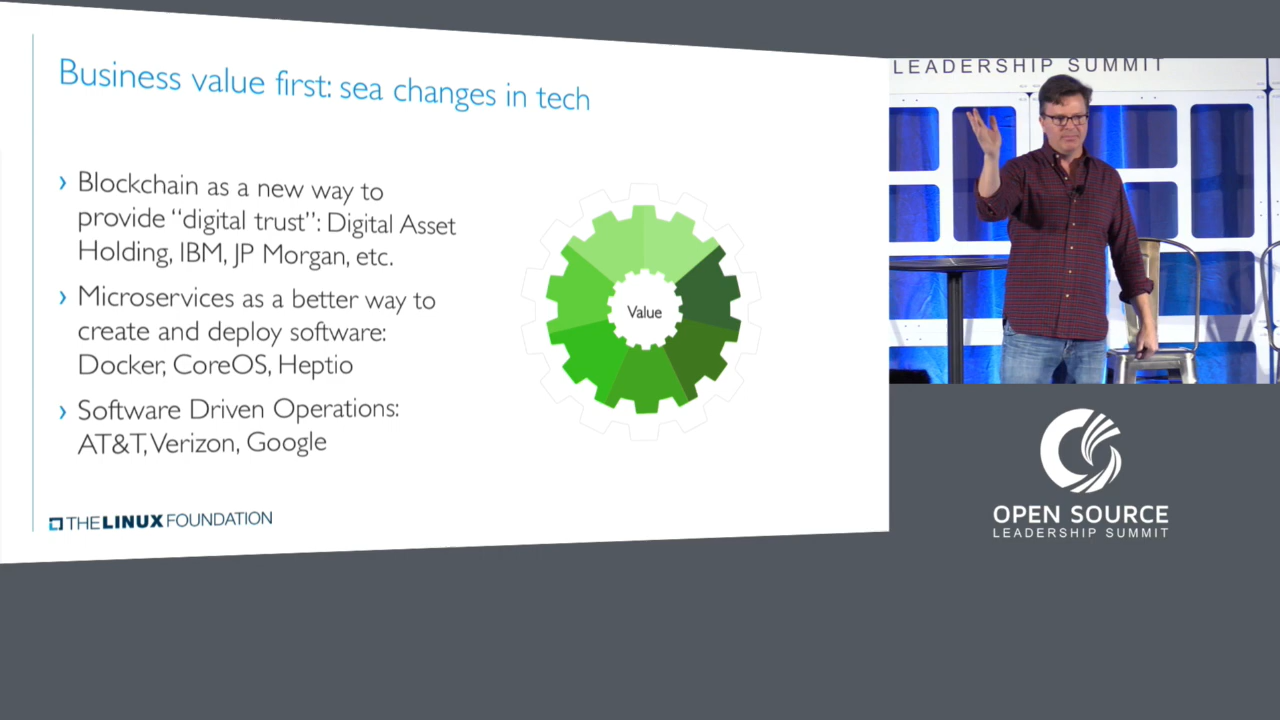 Business value first: sea changes in tech
› Blockchain as a new way to
provide “digital trust”: Digital Asset
Holding, IBM, JP Morgan, etc.
› Microservices as a better way to
create and deploy software:
Docker, CoreOS, Heptio
› Software Driven Operations:
AT&T, Verizon, Google
Value
THE LINUX FOUNDATION
LEADERSHIP SUMMIT
OPEN SOURCE
LEADERSHIP SUMMIT